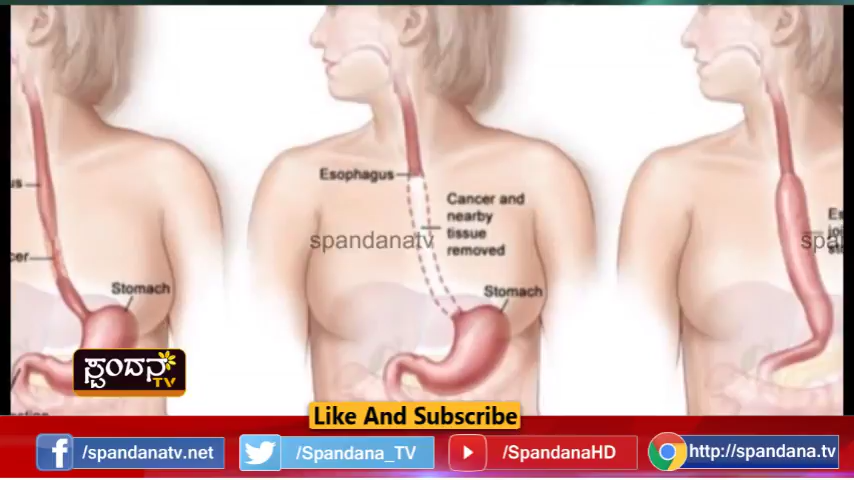 Esophagus
Cancer and
nearby
tissue
removed
spandanatv
Stomach
Stomach
ಸ್ಪಂದನ
TV
Like And Subscribe
/spandanatv.net
/Spandana_TV
/SpandanaHD
http://spandana.tv